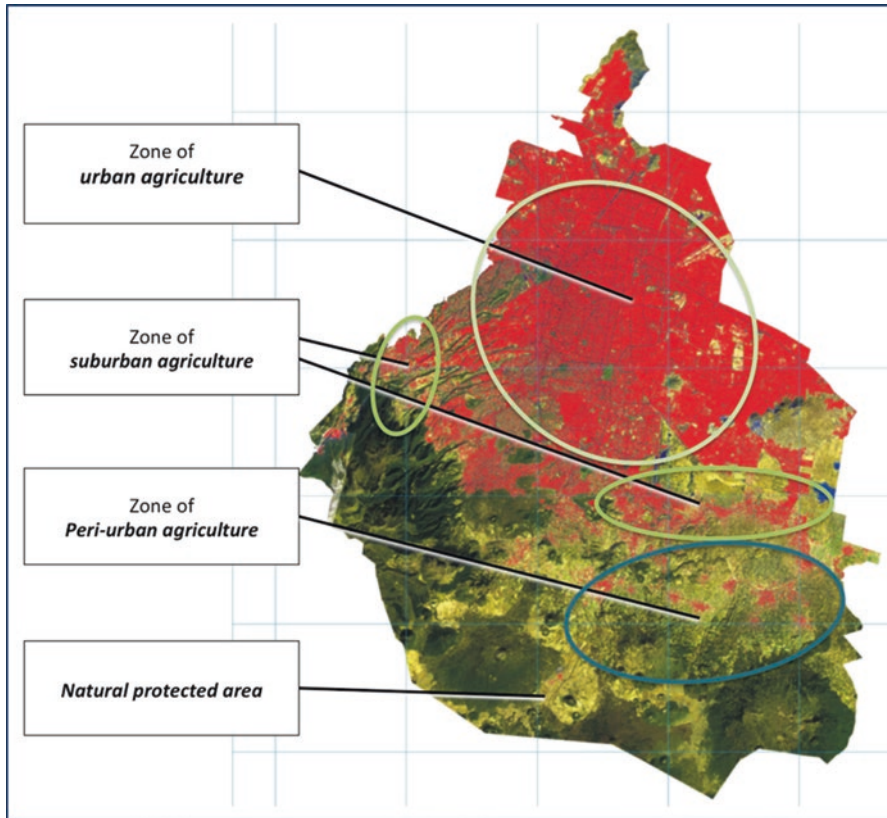 Zone of
urban agriculture
Zone of
suburban agriculture
Zone of
Peri-urban agriculture
Natural protected area